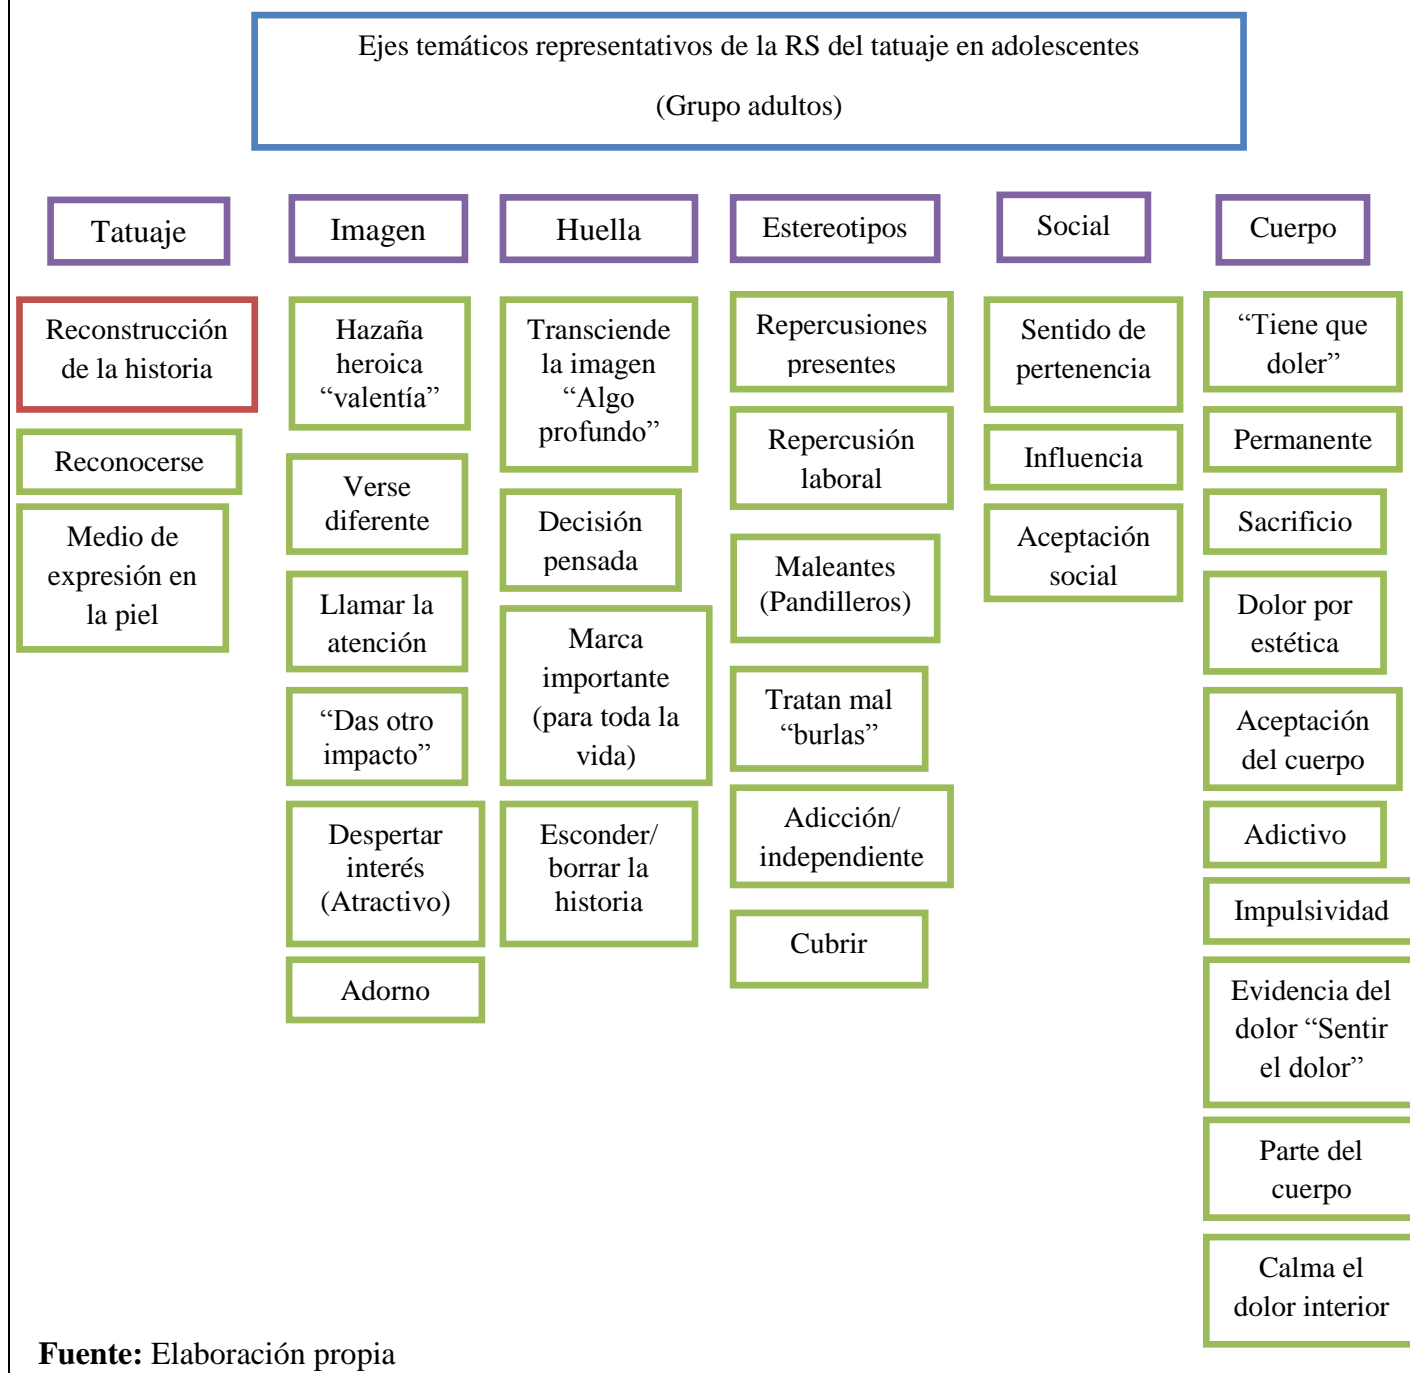 Ejes temáticos representativos de la RS del tatuaje en adolescentes
(Grupo adultos)
Tatuaje
Reconstrucción
de la historia
Reconocerse
Medio de
expresión en
la piel
Imagen
Hazaña
heroica
“valentía”
Verse
diferente
Llamar la
atención
“Das otro
impacto”
Despertar
interés
(Atractivo)
Adorno
Huella
Transciende
la imagen
“Algo
profundo”
Decisión
pensada
Marca
importante
(para toda la
vida)
Esconder/
borrar la
historia
Estereotipos
Repercusiones
presentes
Repercusión
laboral
Maleantes
(Pandilleros)
Tratan mal
“burlas”
Adicción/
independiente
Cubrir
Social
Sentido de
pertenencia
Influencia
Aceptación
social
Cuerpo
“Tiene que
doler”
Permanente
Sacrificio
Dolor por
estética
Aceptación
del cuerpo
Adictivo
Impulsividad
Evidencia del
dolor “Sentir
el dolor”
Parte del
cuerpo
Calma el
dolor interior
Fuente: Elaboración propia